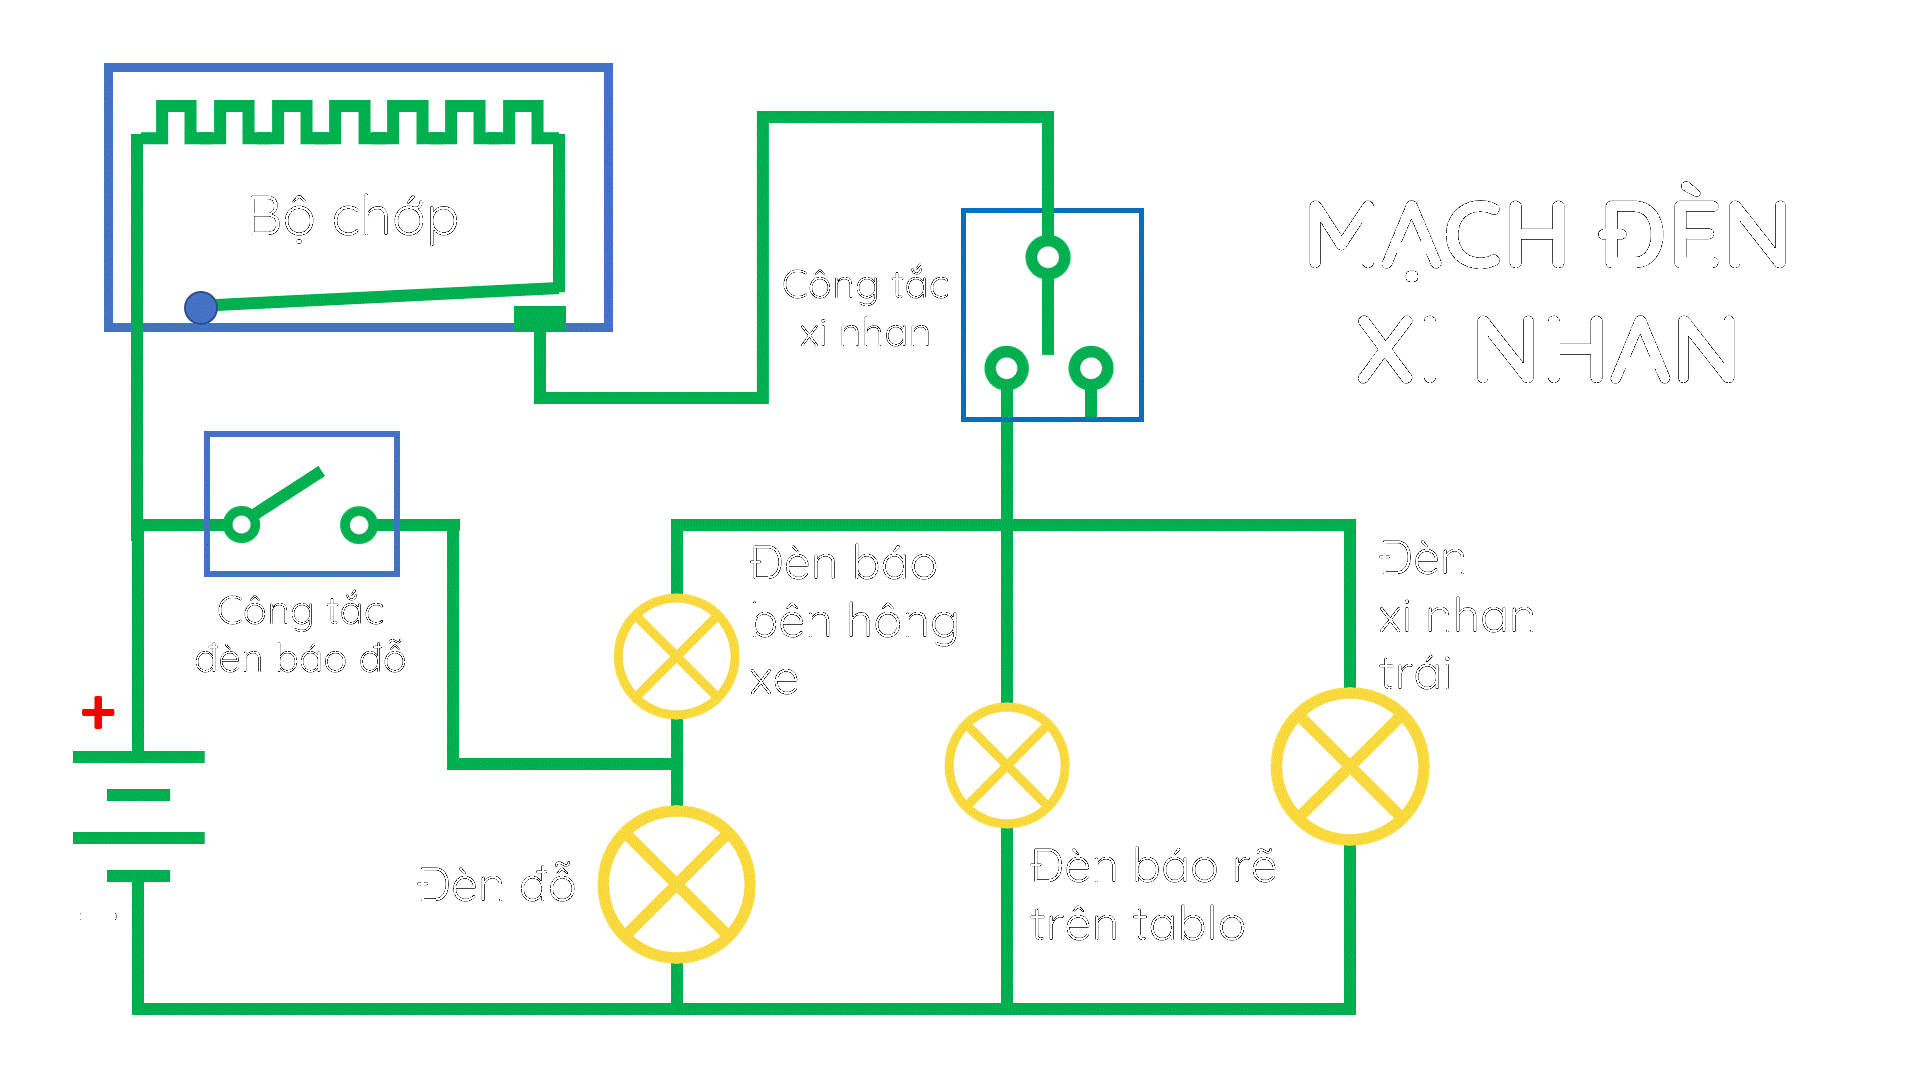 Bộ chớp
Công tắc
xi nhan
MẠCH ĐÈN
XI NHAN
Công tắc
đèn báo đỗ
Đèn báo
bên hông
xe
Đèn
xi nhan
trái
+
Đèn đỗ
Đèn báo rẽ
trên tablo